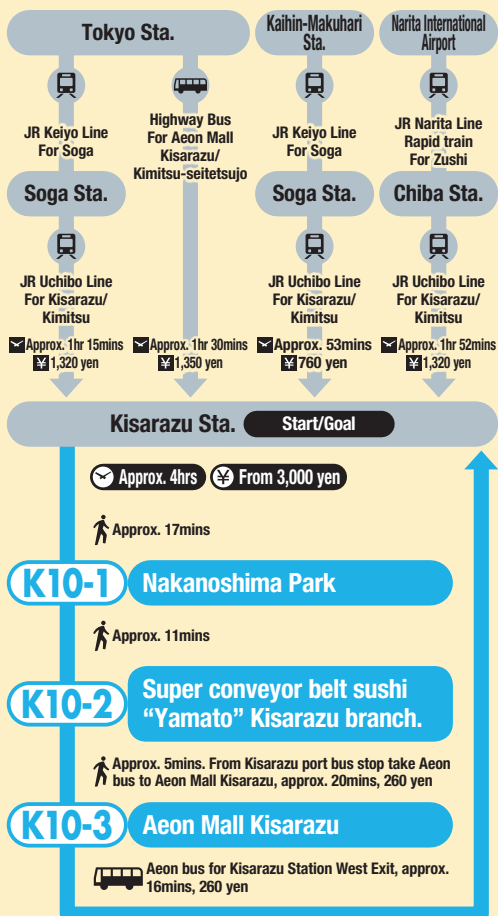 Tokyo Sta.
Kaihin-Makuhari
Sta.
Narita International
Airport
JR Keiyo Line
For Soga
Highway Bus
For Aeon Mall
Kisarazu/
Kimitsu-seitetsujo
JR Keiyo Line
For Soga
JR Narita Line
Rapid train
For Zushi
Soga Sta.
Soga Sta.
Chiba Sta.
JR Uchibo Line
For Kisarazu/
Kimitsu
JR Uchibo Line
For Kisarazu/
Kimitsu
JR Uchibo Line
For Kisarazu/
Kimitsu
Approx. 1hr 15mins
¥1,320 yen
Approx. 1hr 30mins
¥1,350 yen
Approx. 53mins
¥760 yen
Approx. 1hr 52mins
¥1,320 yen
Kisarazu Sta. Start/Goal
Approx. 4hrs ¥ From 3,000 yen
Approx. 17mins
K10-1 Nakanoshima Park
Approx. 11mins
K10-2 Super conveyor belt sushi
“Yamato” Kisarazu branch.
Approx. 5mins. From Kisarazu port bus stop take Aeon
bus to Aeon Mall Kisarazu, approx. 20mins, 260 yen
K10-3 Aeon Mall Kisarazu
Aeon bus for Kisarazu Station West Exit, approx.
16mins, 260 yen